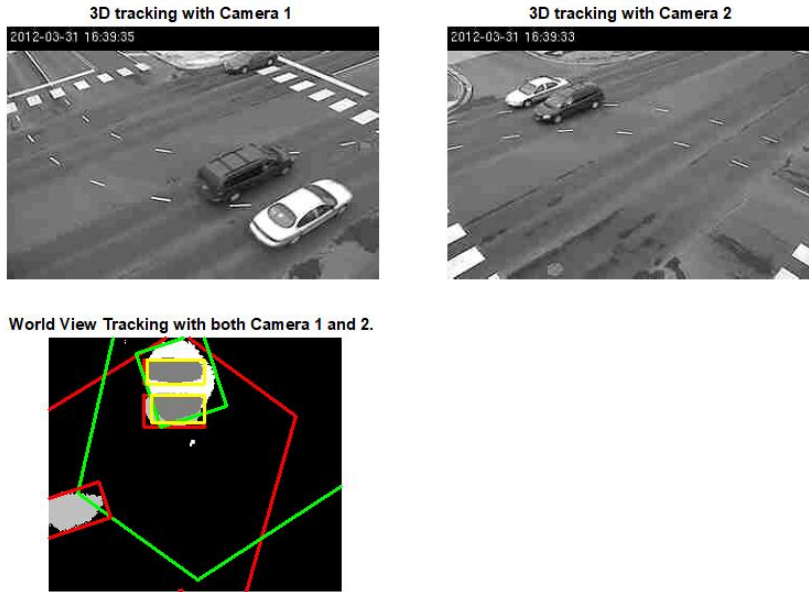 3D tracking with Camera 1
3D tracking with Camera 2
2012-03-31 16:39:35
2012-03-31 16:39:33
World View Tracking with both Camera 1 and 2.